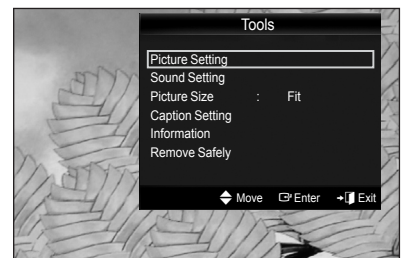 Tools
Picture Setting
Sound Setting
Picture Size : Fit
Caption Setting
Information
Remove Safely
Move Enter Exit